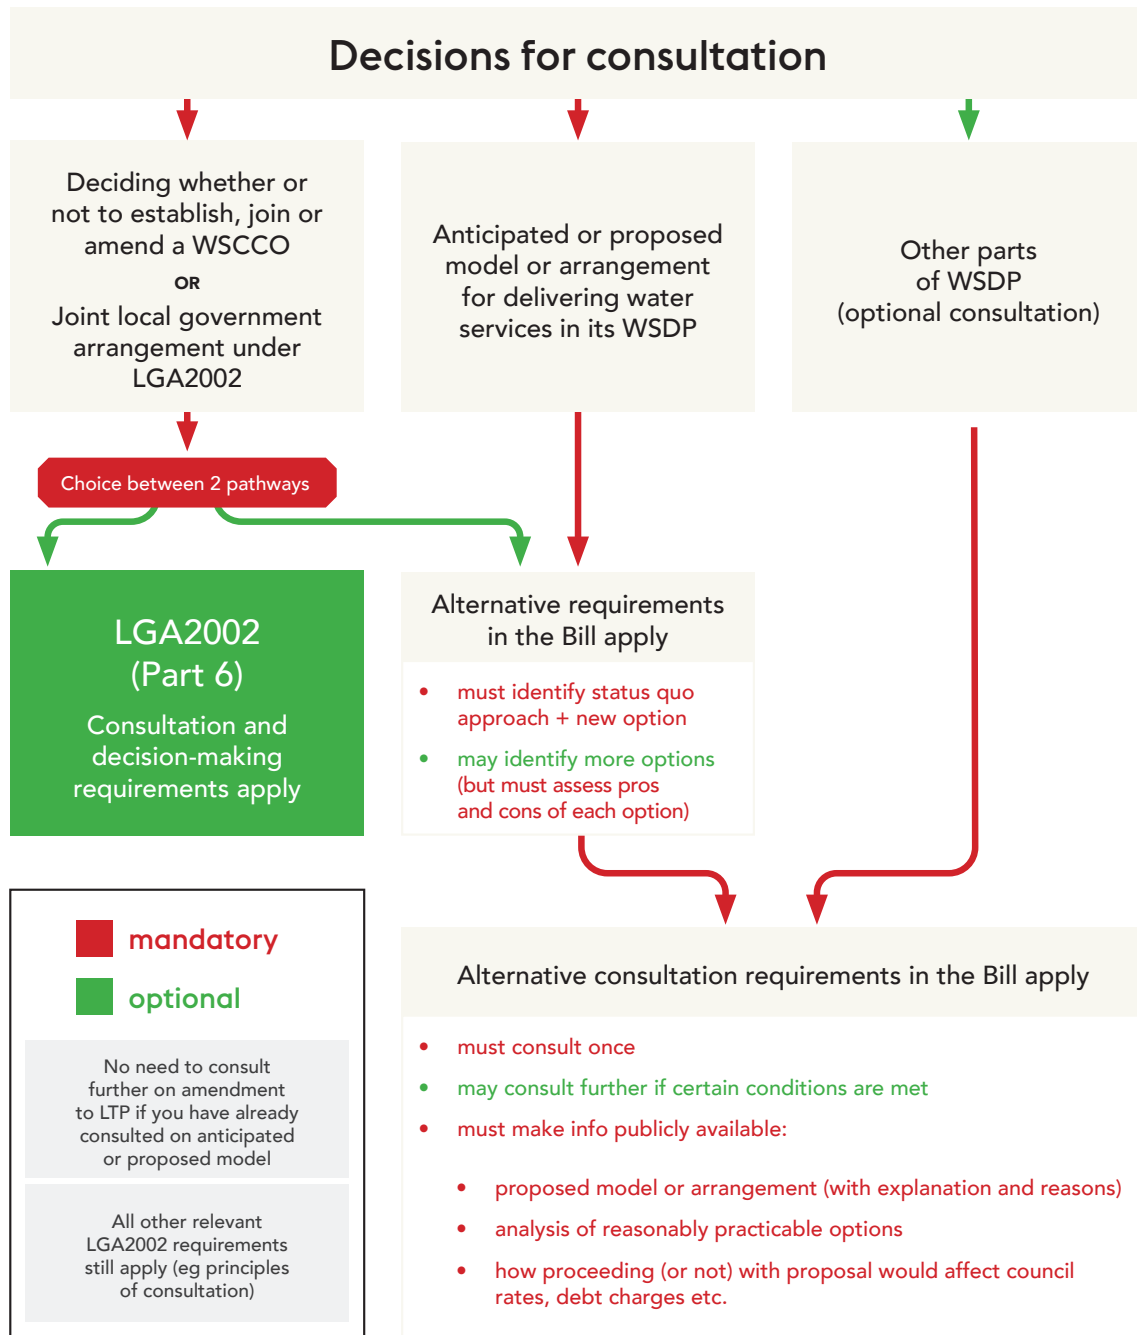 Decisions for consultation
Deciding whether or
not to establish, join or
amend a WSCCO
OR
Joint local government
arrangement under
LGA2002
Anticipated or proposed
model or arrangement
for delivering water
services in its WSDP
Other parts
of WSDP
(optional consultation)
Choice between 2 pathways
LGA2002
(Part 6)
Consultation and
decision-making
requirements apply
Alternative requirements
in the Bill apply
• must identify status quo
approach + new option
• may identify more options
(but must assess pros
and cons of each option)
mandatory
optional
No need to consult
further on amendment
to LTP if you have already
consulted on anticipated
or proposed model
All other relevant
LGA2002 requirements
still apply (eg principles
of consultation)
Alternative consultation requirements in the Bill apply
• must consult once
• may consult further if certain conditions are met
• must make info publicly available:
• proposed model or arrangement (with explanation and reasons)
• analysis of reasonably practicable options
• how proceeding (or not) with proposal would affect council
rates, debt charges etc.